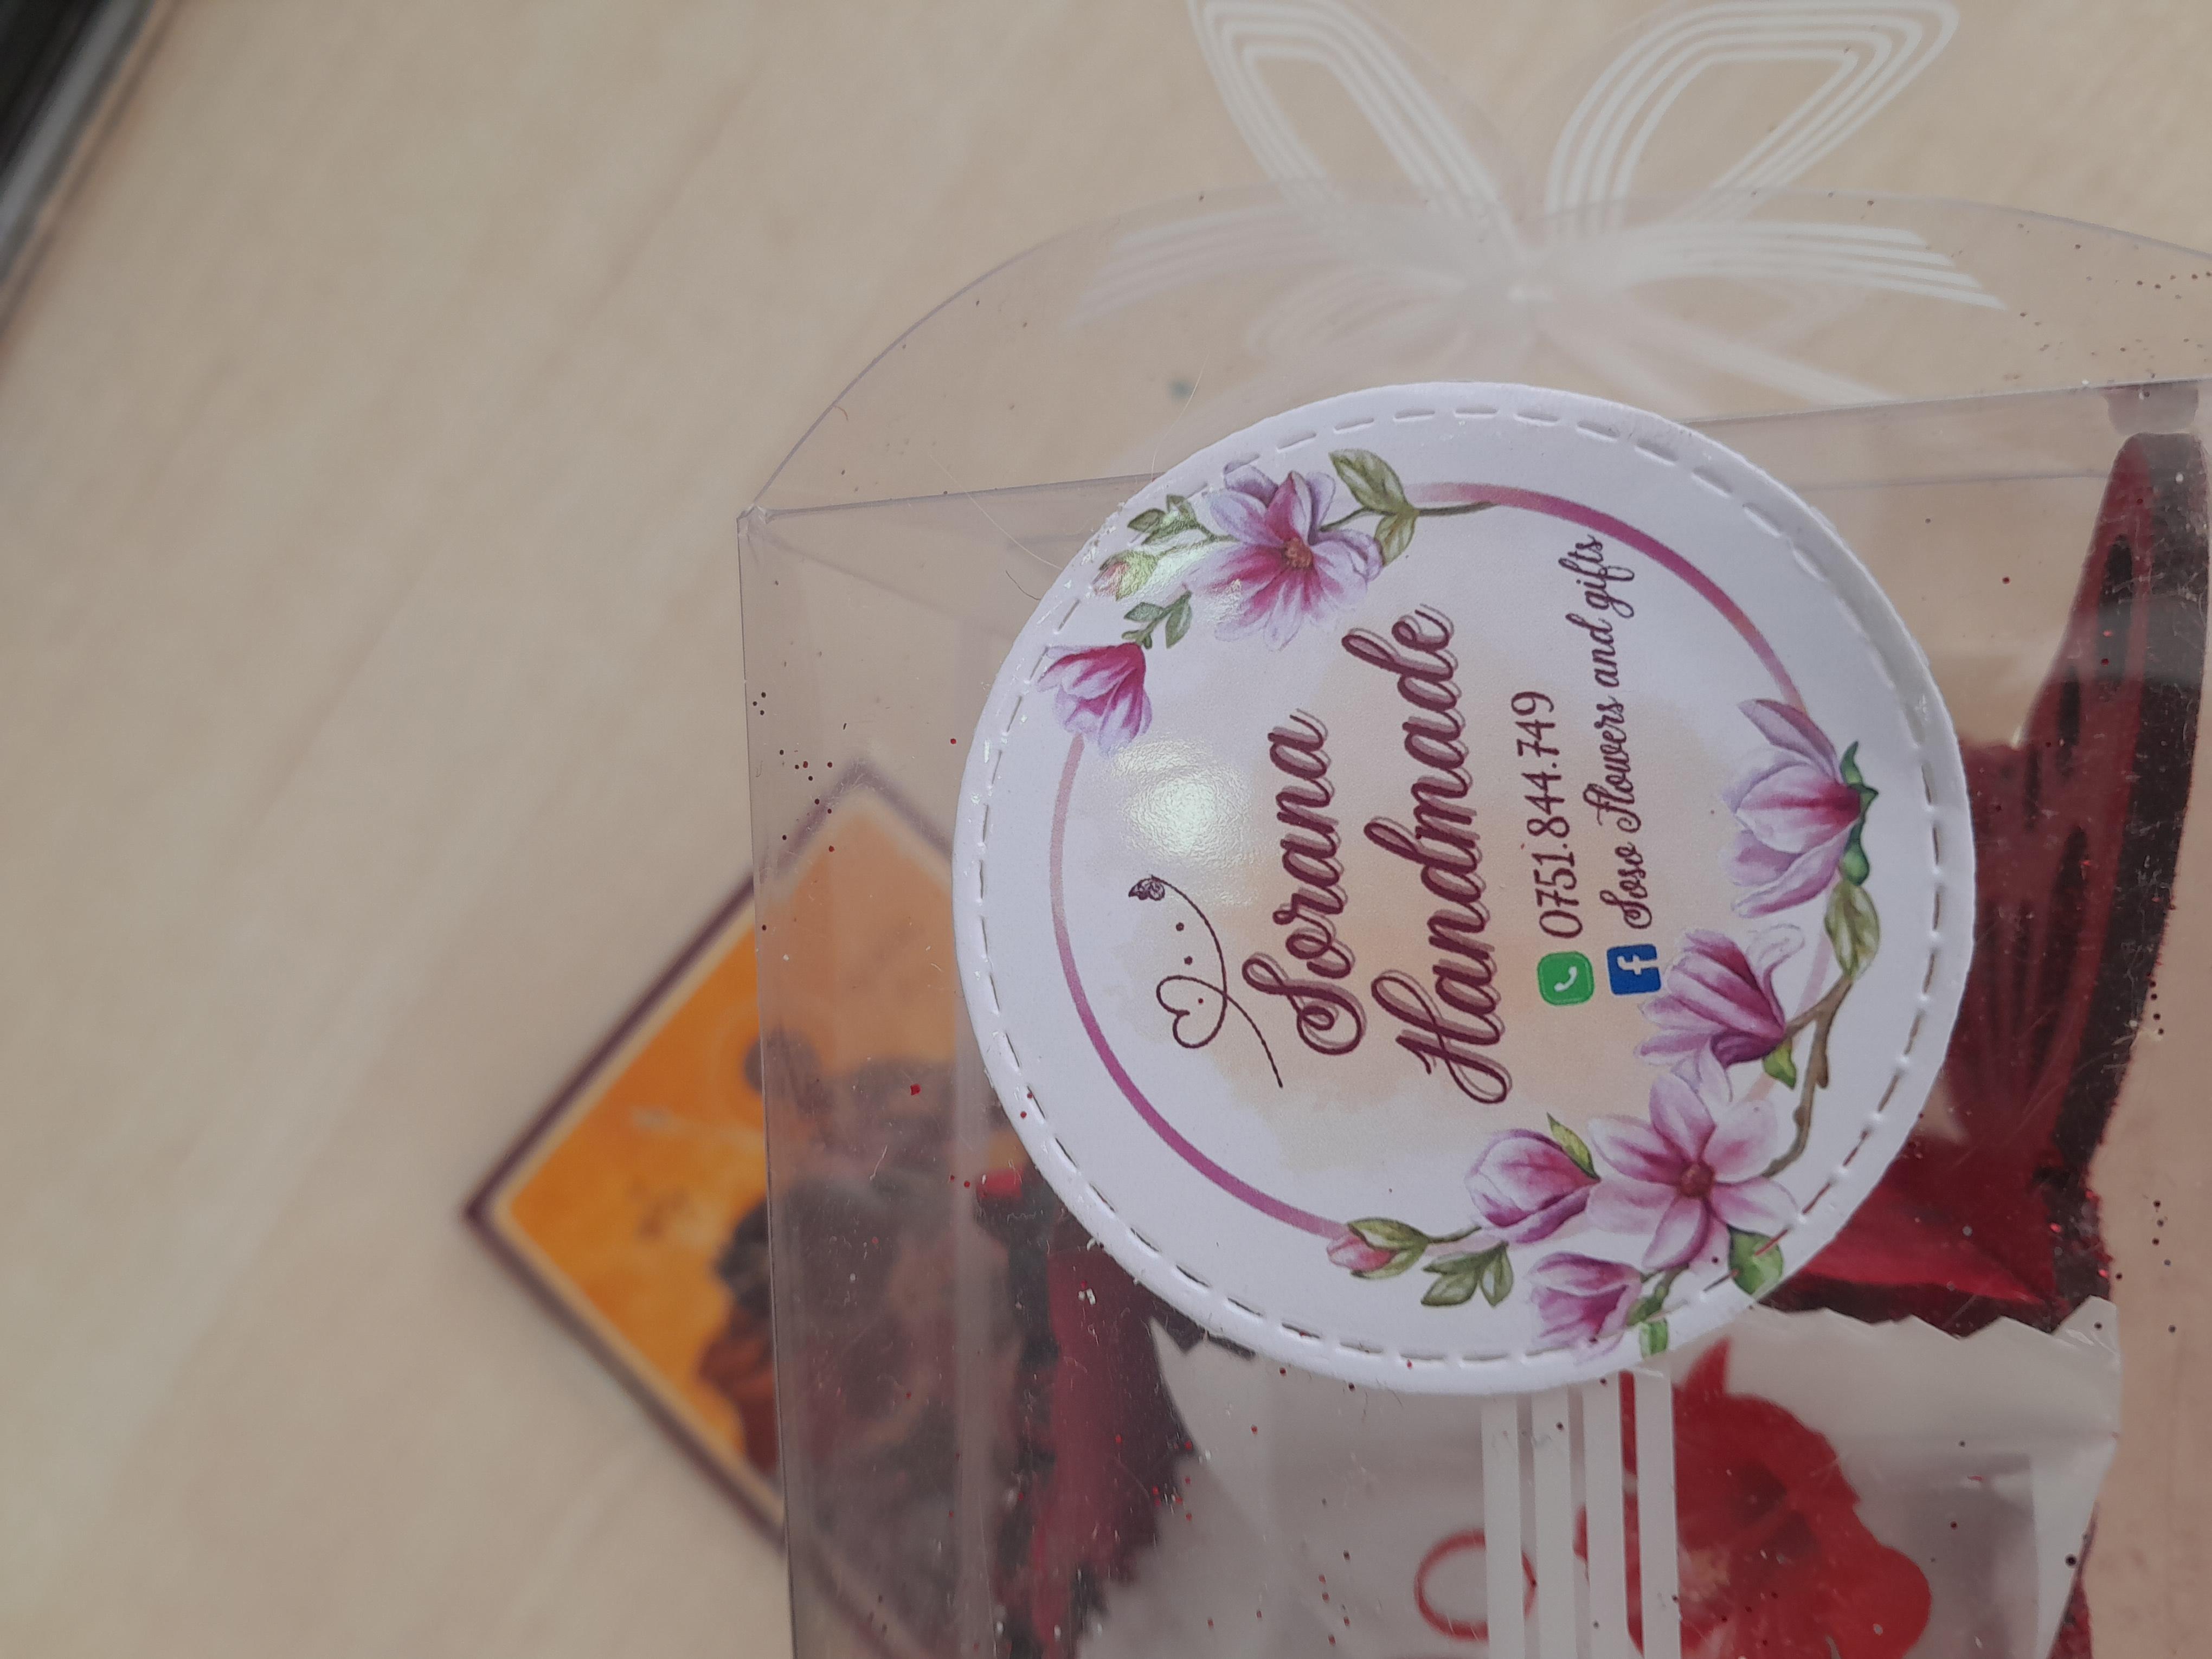 Sorana
Handmade
0751.844.749
Soso Flowers and gifts